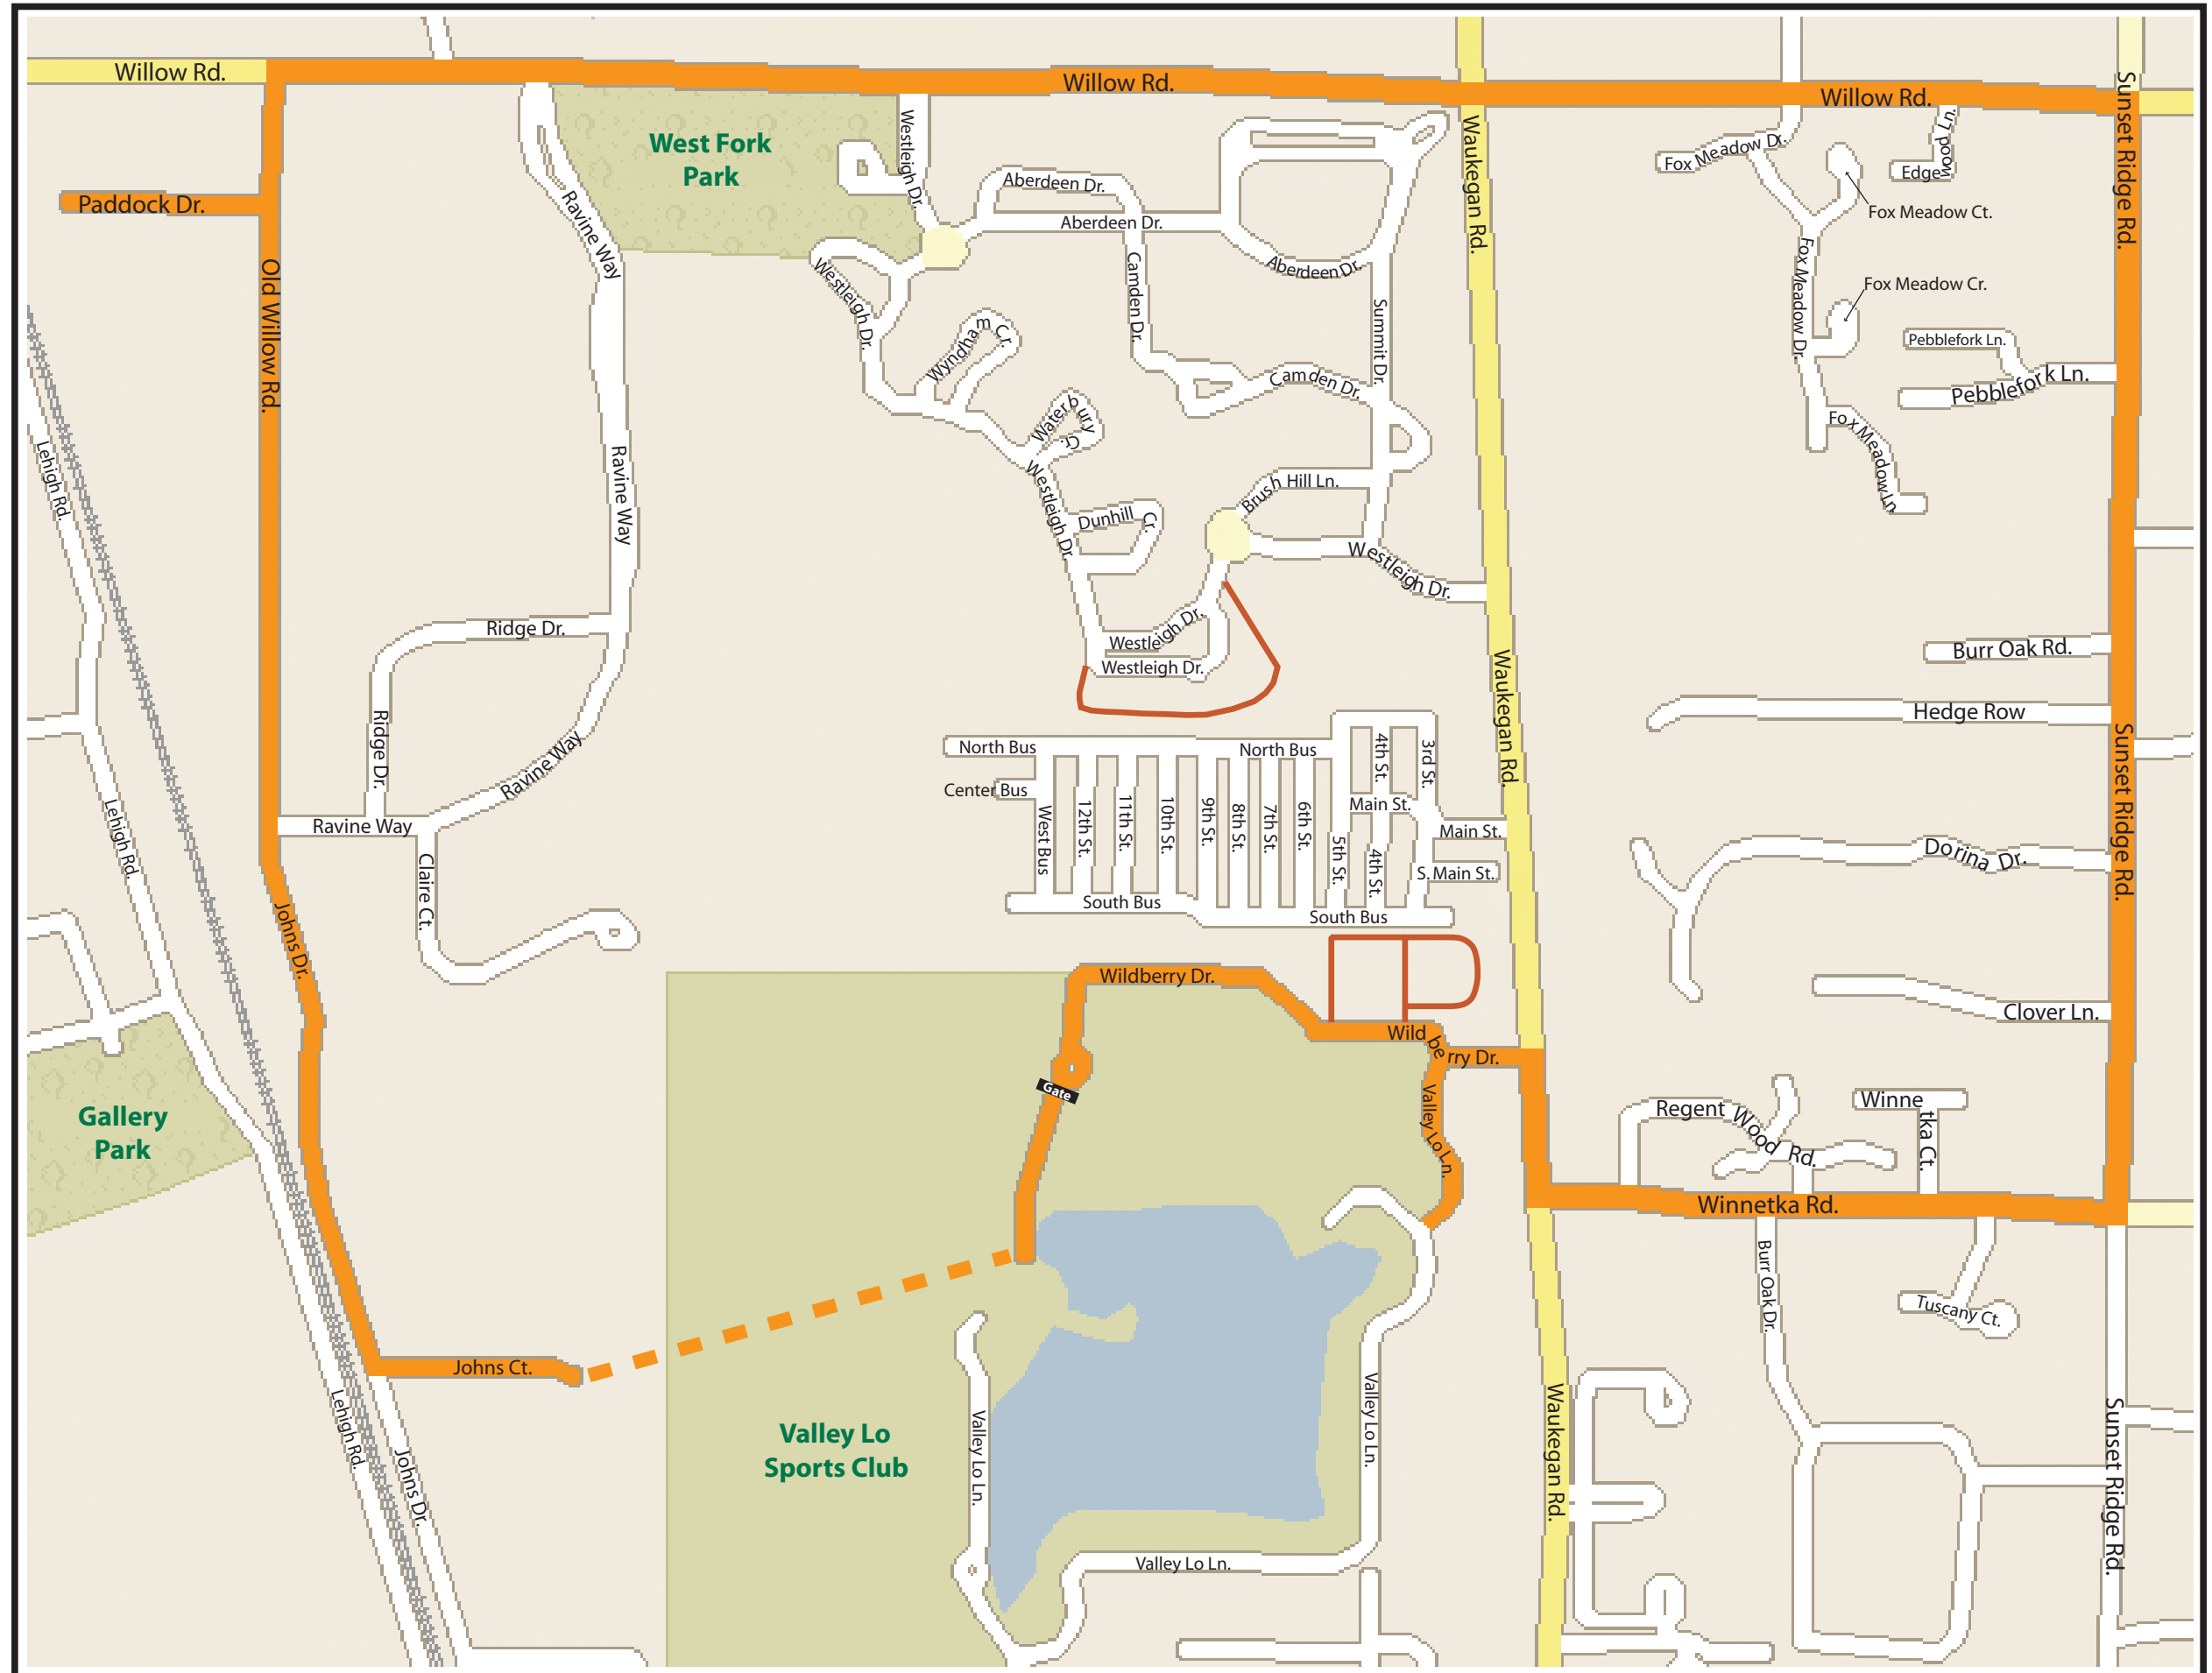 Willow Rd.
Willow Rd.
Willow Rd.
Sunset Ridge Rd.
West Fork
Park
Westleigh Dr.
Waukegan Rd.
Fox Meadow Dr.
Wood Ln.
Edge
Paddock Dr.
Ravine Way
Aberdeen Dr.
Aberdeen Dr.
Aberdeen Dr.
Fox Meadow Ct.
Old Willow Rd.
Westleigh Dr.
Camden Dr.
Summit Dr.
Fox Meadow Dr.
Fox Meadow Cr.
Wyndham Cr.
Camden Dr.
Pebblefork Ln.
Pebblefork Ln.
Lehigh Rd.
Ravine Way
Waterbury
Cr.
Westleigh Dr.
Brush Hill Ln.
Fox Meadow Ln
Dunhill Cr.
Westleigh Dr.
Ridge Dr.
Westleigh Dr.
Westleigh Dr.
Burr Oak Rd.
Waukegan Rd.
Ridge Dr.
Ravine Way
Hedge Row
Sunset Ridge Rd.
North Bus
North Bus
4th St.
3rd St.
Center Bus
Lehigh Rd.
Ravine Way
West Bus
12th St.
11th St.
10th St.
9th St.
8th St.
7th St.
6th St.
5th St.
Main St.
Main St.
4th St.
S. Main St.
Dorina Dr.
Claire Ct.
South Bus
South Bus
Johns Dr.
Wildberry Dr.
Wildberry Dr.
Clover Ln.
Gate
Valley Lo Ln.
Gallery
Park
Regent Wood Rd.
Winnetka Ct.
Winnetka Rd.
Burr Oak Dr.
Tuscany Ct.
Johns Ct.
Lehigh Rd.
Johns Dr.
Valley Lo
Sports Club
Valley Lo Ln.
Valley Lo Ln.
Waukegan Rd.
Sunset Ridge Rd.
Valley Lo Ln.